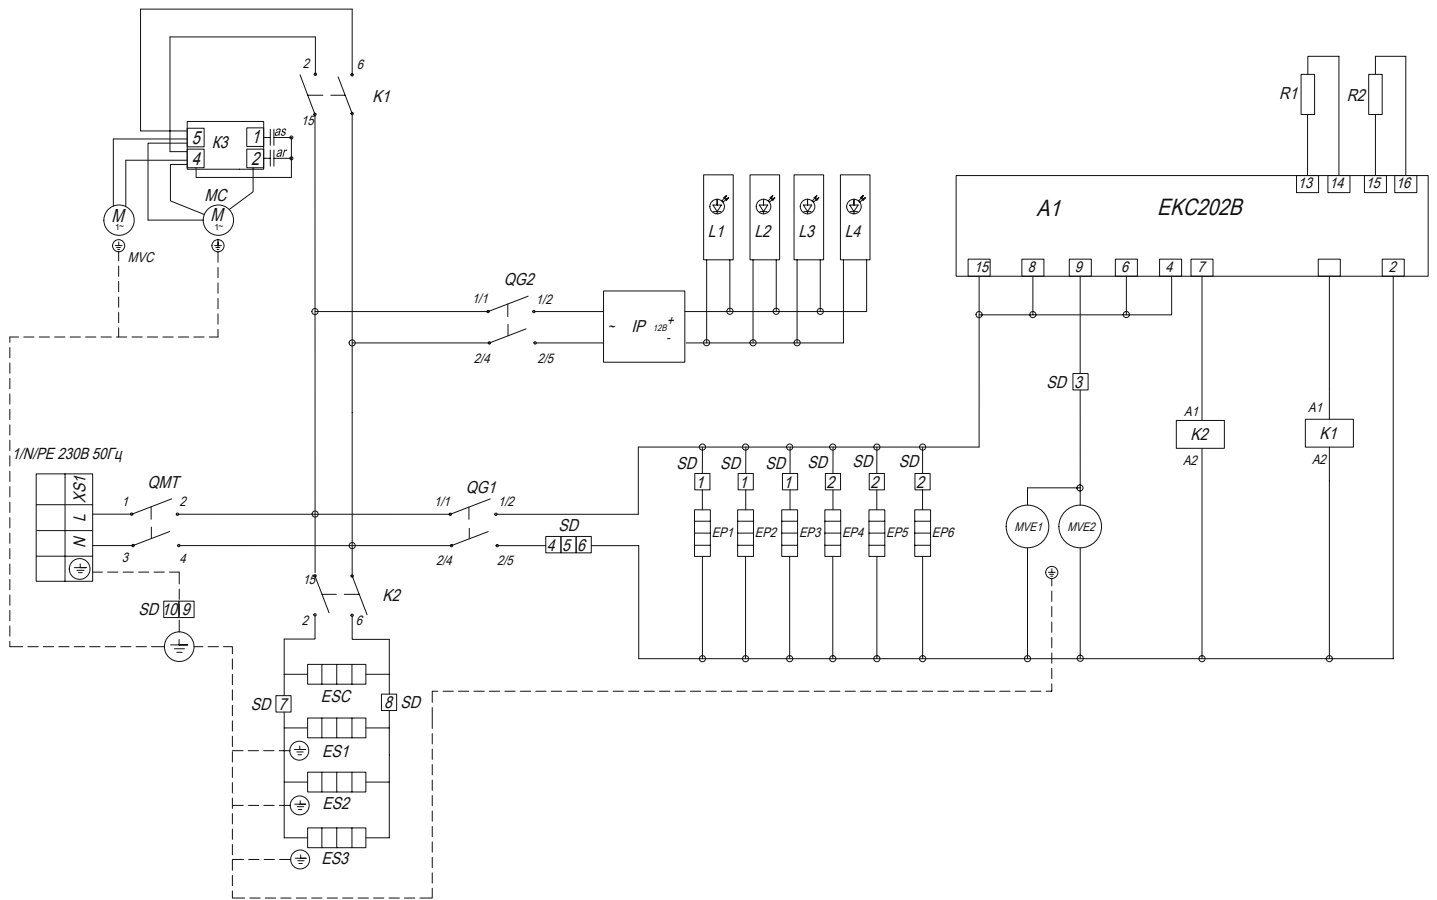 2 6
K1
15
5 K3 1 as
4 2 ar
MC
M 1~ M 1~
MVC
R1 R2
13 14 15 16
A1 EKC202B
15 8 9 6 4 7 2
L1 L2 L3 L4
QG2
1/1 1/2
~ IP 12В + -
2/4 2/5
SD 3
A1 K2 A2
A1 K1 A2
1/N/PE 230В 50Гц
XS1
L
N
QMT
1 2
3 4
QG1
1/1 1/2
2/4 2/5
SD
4 5 6
SD SD SD SD SD SD
1 1 1 2 2 2
EP1 EP2 EP3 EP4 EP5 EP6
MVE1 MVE2
15
K2
2 6
SD 10 9
ESC
SD 7 8 SD
ES1
ES2
ES3